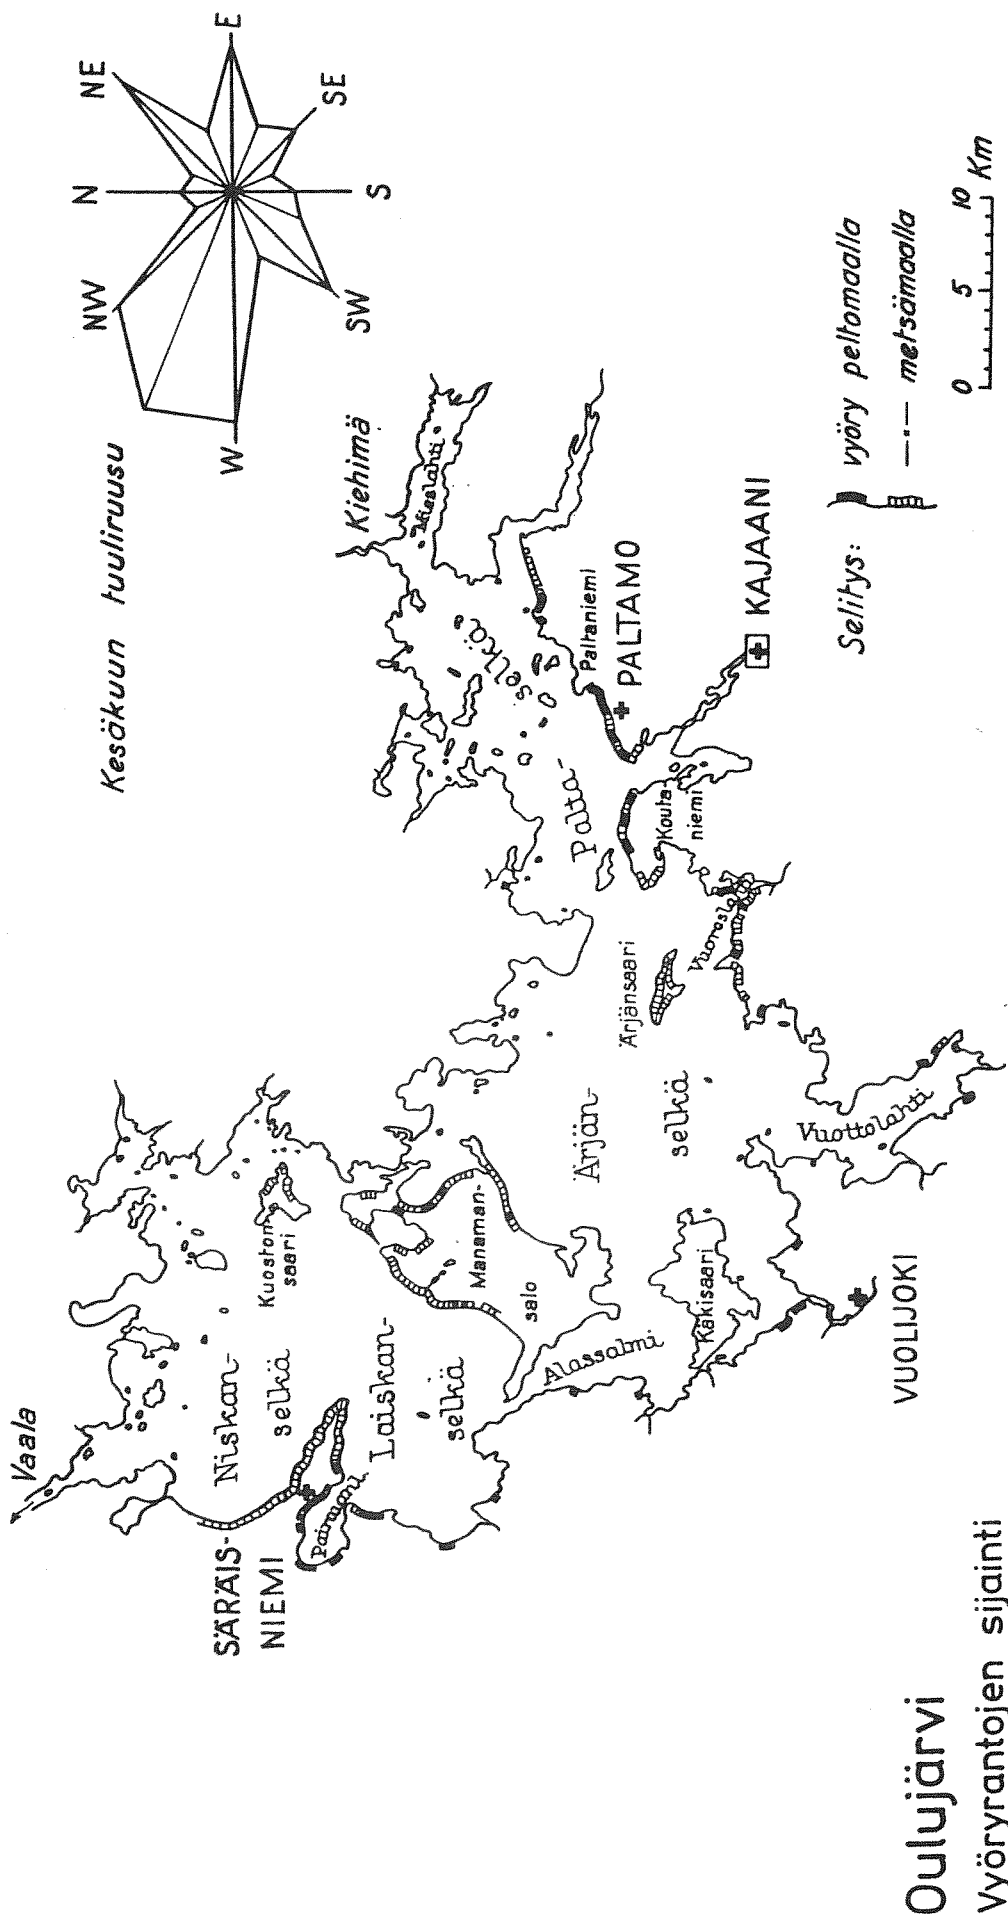 Kesäkuun tuuliruusu
N
NE
E
SE
S
SW
W
NW
Vaala
Niskan-
selkä
Kuoston
saari
SÄRÄIS-
NIEMI
Laiskan-
selkä
Manaman-
salo
Alassalmi
Käkisaari
VUOLIJOKI
Vuottolahti
Ärjän-
selkä
Ärjänsaari
Palta-
selkä
Kiehimä
Mieslahti
Paltaniemi
PALTAMO
KAJAANI
Kouta-
niemi
Selitys:
vyöry peltomaalla
—·.— metsämaalla
0 5 10 Km
Oulujärvi
Vyöryrantojen sijainti